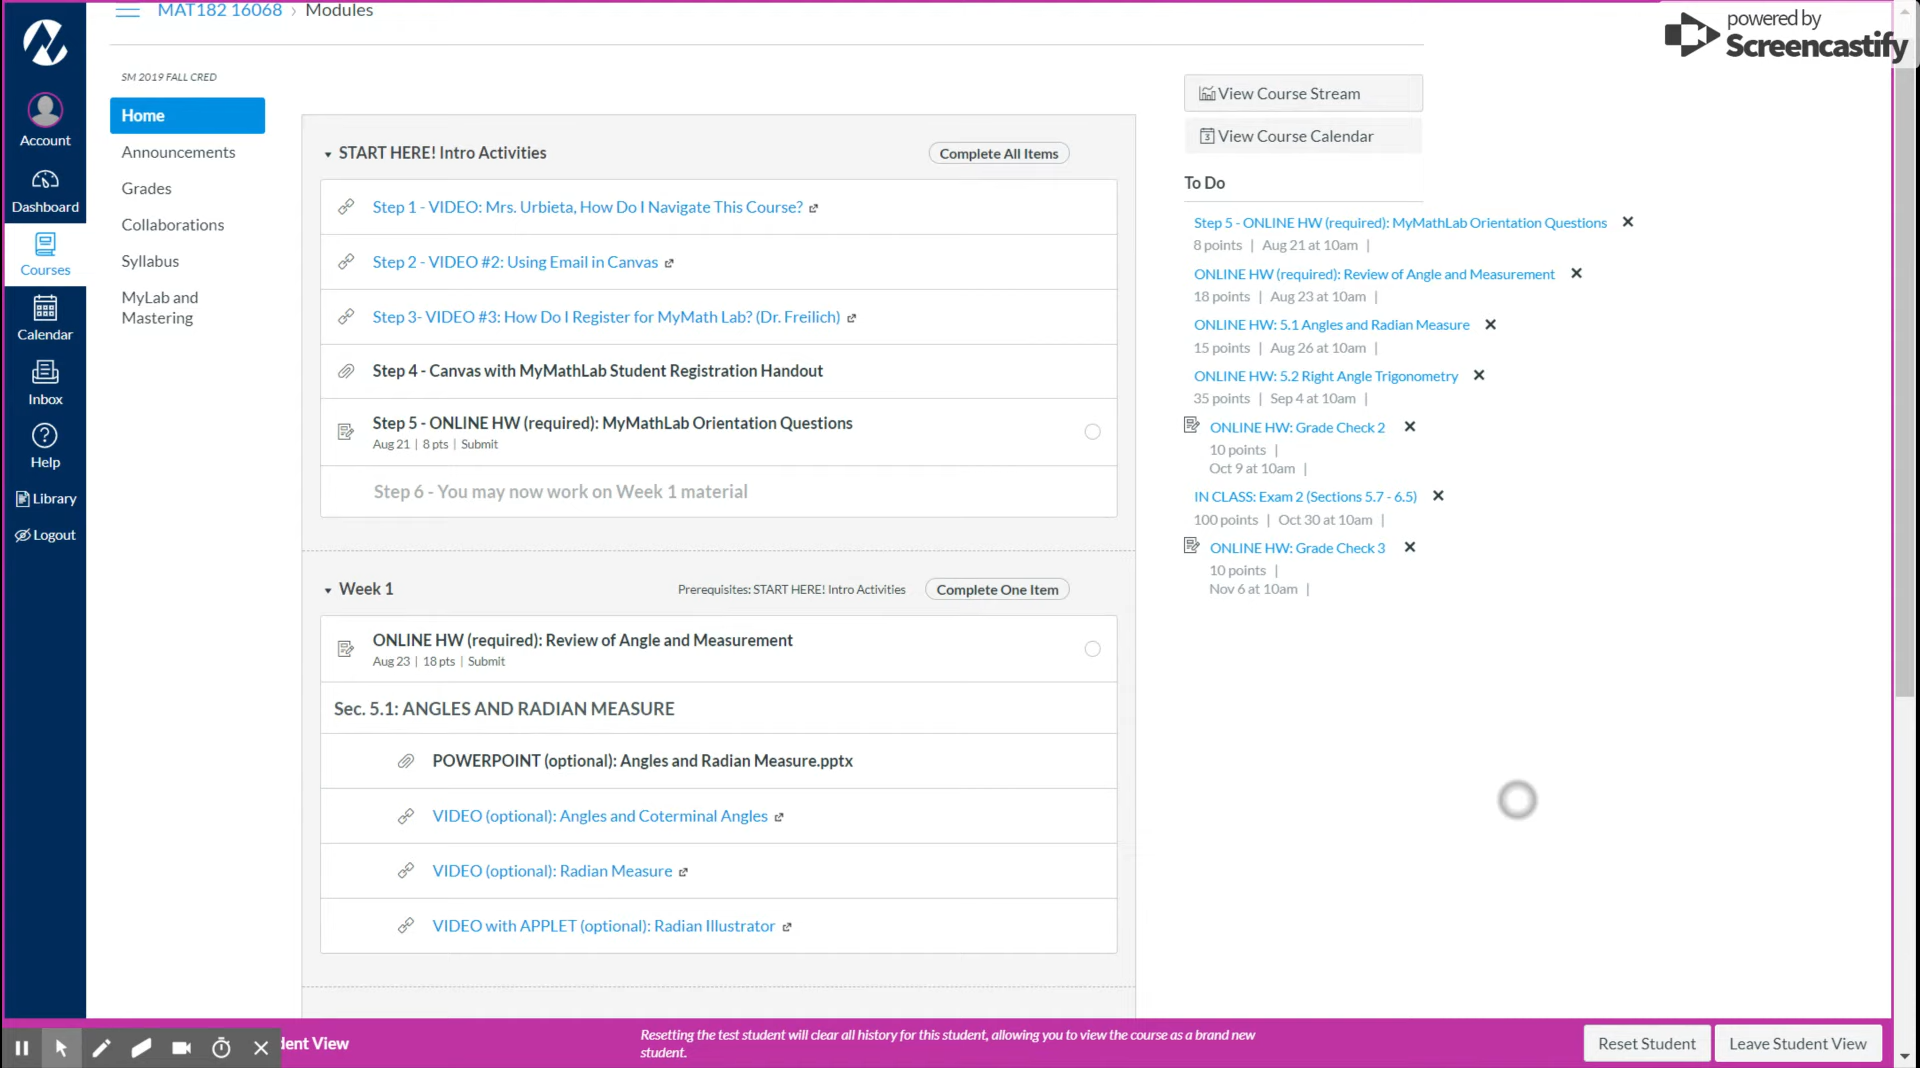 MAT182 16068 › Modules
powered by
Screencastify
SM 2019 FALL CRED
Account
Dashboard
Courses
Calendar
Inbox
Help
Library
Logout
Home
Announcements
Grades
Collaborations
Syllabus
MyLab and
Mastering
START HERE! Intro Activities
Complete All Items
Step 1 - VIDEO: Mrs. Urbieta, How Do I Navigate This Course?
Step 2 - VIDEO #2: Using Email in Canvas
Step 3- VIDEO #3: How Do I Register for MyMath Lab? (Dr. Freilich)
Step 4 - Canvas with MyMathLab Student Registration Handout
Step 5 - ONLINE HW (required): MyMathLab Orientation Questions
Aug 21 | 8 pts | Submit
Step 6 - You may now work on Week 1 material
Week 1
Prerequisites: START HERE! Intro Activities
Complete One Item
ONLINE HW (required): Review of Angle and Measurement
Aug 23 | 18 pts | Submit
Sec. 5.1: ANGLES AND RADIAN MEASURE
POWERPOINT (optional): Angles and Radian Measure.pptx
VIDEO (optional): Angles and Coterminal Angles
VIDEO (optional): Radian Measure
VIDEO with APPLET (optional): Radian Illustrator
View Course Stream
3 View Course Calendar
To Do
Step 5 - ONLINE HW (required): MyMathLab Orientation Questions
8 points | Aug 21 at 10am |
ONLINE HW (required): Review of Angle and Measurement
18 points | Aug 23 at 10am |
ONLINE HW: 5.1 Angles and Radian Measure
15 points | Aug 26 at 10am |
ONLINE HW: 5.2 Right Angle Trigonometry
35 points | Sep 4 at 10am |
ONLINE HW: Grade Check 2
10 points |
Oct 9 at 10am |
IN CLASS: Exam 2 (Sections 5.7 - 6.5)
100 points | Oct 30 at 10am |
ONLINE HW: Grade Check 3
10 points |
Nov 6 at 10am |
dent View
Resetting the test student will clear all history for this student, allowing you to view the course as a brand new
student.
Reset Student
Leave Student View